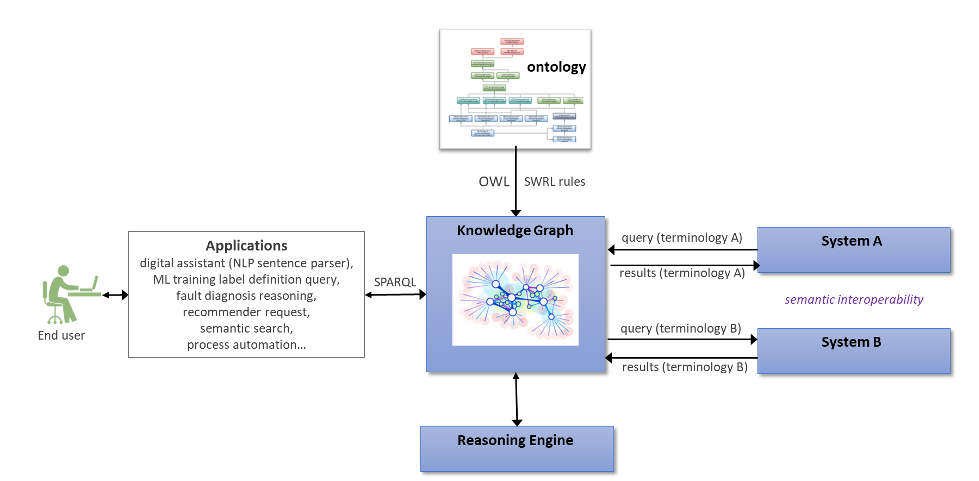 ontology
OWL
SWRL rules
Knowledge Graph
Applications
digital assistant (NLP sentence parser),
ML training label definition query,
fault diagnosis reasoning,
recommender request,
semantic search,
process automation...
End user
SPARQL
query (terminology A)
results (terminology A)
System A
semantic interoperability
query (terminology B)
results (terminology B)
System B
Reasoning Engine